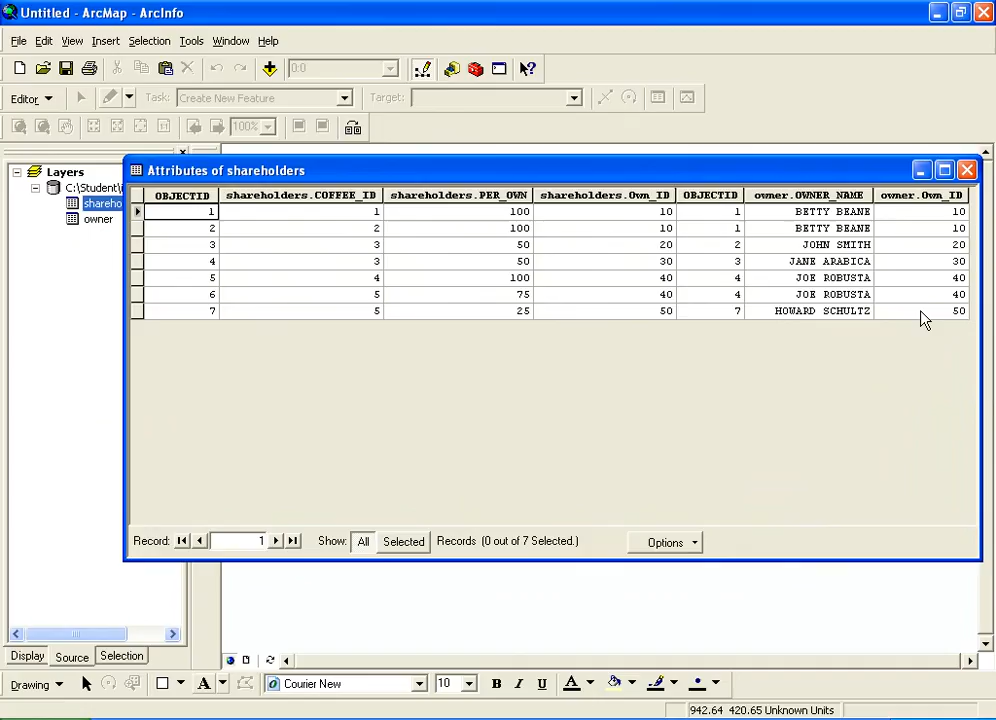 Untitled - ArcMap - ArcInfo
File Edit View Insert Selection Tools Window Help
0:0
Editor Task: Create New Feature Target:
100%
Layers
C:\Student\
shareho
owner
Attributes of shareholders
OBJECTID shareholders.COFFEE_ID shareholders.PER_OWN shareholders.Own_ID OBJECTID owner.OWNER_NAME owner.Own_ID
1 1 100 10 1 BETTY BEANE 10
2 2 100 10 1 BETTY BEANE 10
3 3 50 20 2 JOHN SMITH 20
4 3 50 30 3 JANE ARABICA 30
5 4 100 40 4 JOE ROBUSTA 40
6 5 75 40 4 JOE ROBUSTA 40
7 5 25 50 7 HOWARD SCHULTZ 50
Record: 1 Show: All Selected Records (0 out of 7 Selected.) Options
Display Source Selection
Drawing A Courier New 10 B I U A
942.64 420.65 Unknown Units